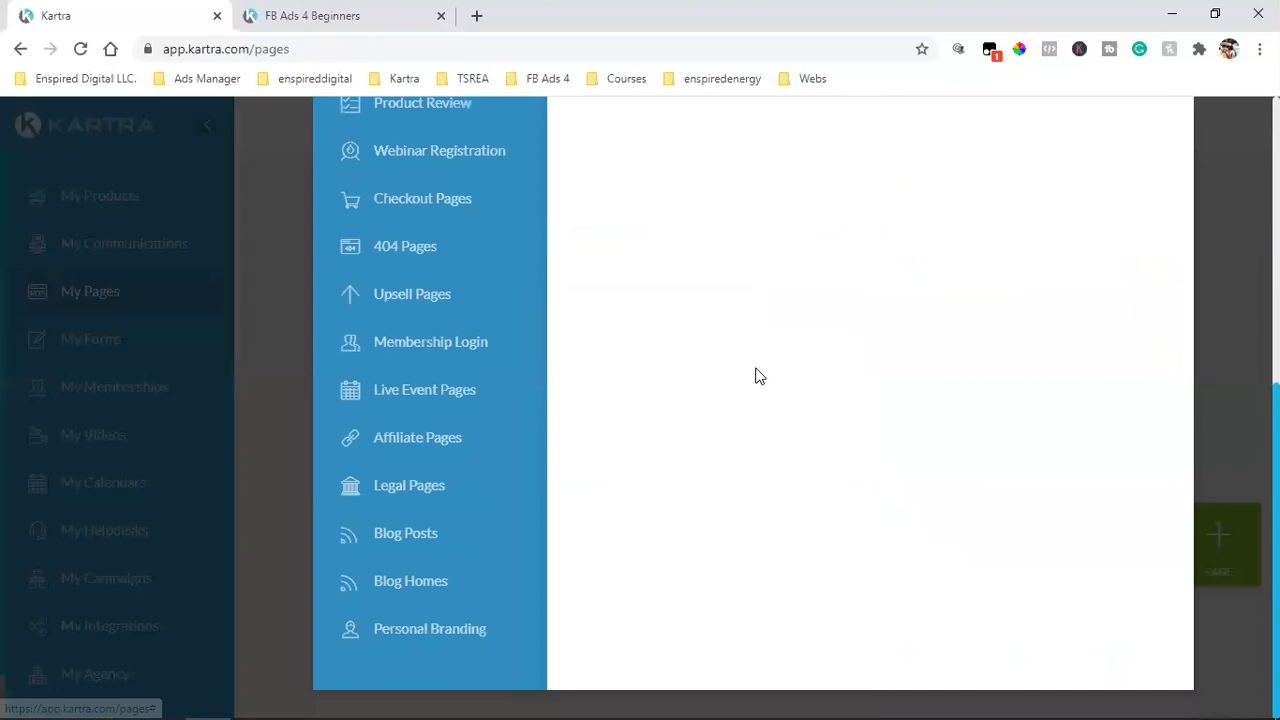 Kartra
FB Ads 4 Beginners
app.kartra.com/pages
1
Enspired Digital LLC.
Ads Manager
enspireddigital
Kartra
TSREA
FB Ads 4
Courses
enspiredenergy
Webs
KARTRA
My Products
My Communications
My Pages
My Forms
My Memberships
My Videos
My Calendars
My Helpdesks
My Campaigns
My Integrations
My Agency
Product Review
Webinar Registration
Checkout Pages
404 Pages
Upsell Pages
Membership Login
Live Event Pages
Affiliate Pages
Legal Pages
Blog Posts
Blog Homes
Personal Branding
PAGE
https://app.kartra.com/pages#